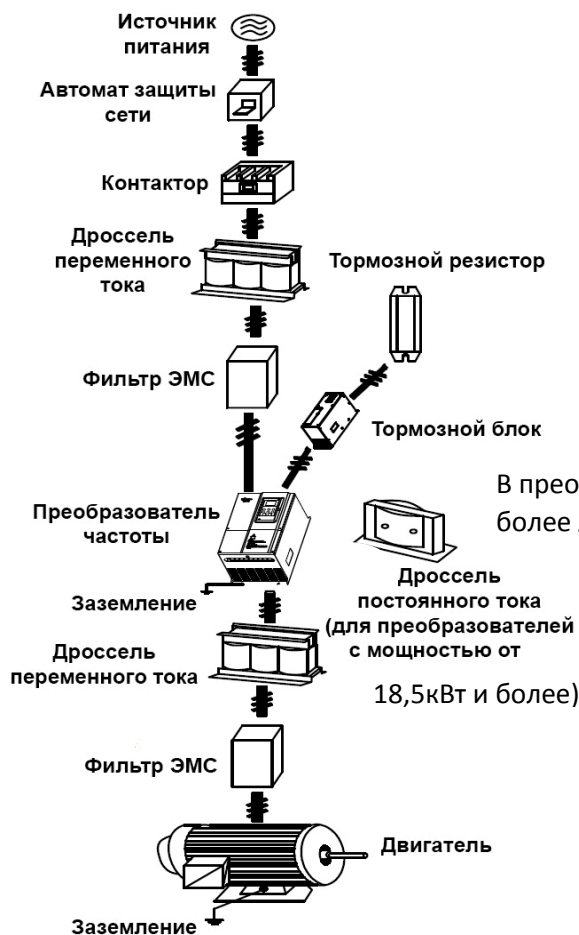 Источник
питания
Автомат защиты
сети
Контактор
Дроссель
переменного
тока
Тормозной резистор
Фильтр ЭМС
Тормозной блок
В прео
более
Преобразователь
частоты
Дроссель
постоянного тока
(для преобразователей
с мощностью от
18,5кВт и более)
Заземление
Дроссель
переменного тока
Фильтр ЭМС
Двигатель
Заземление